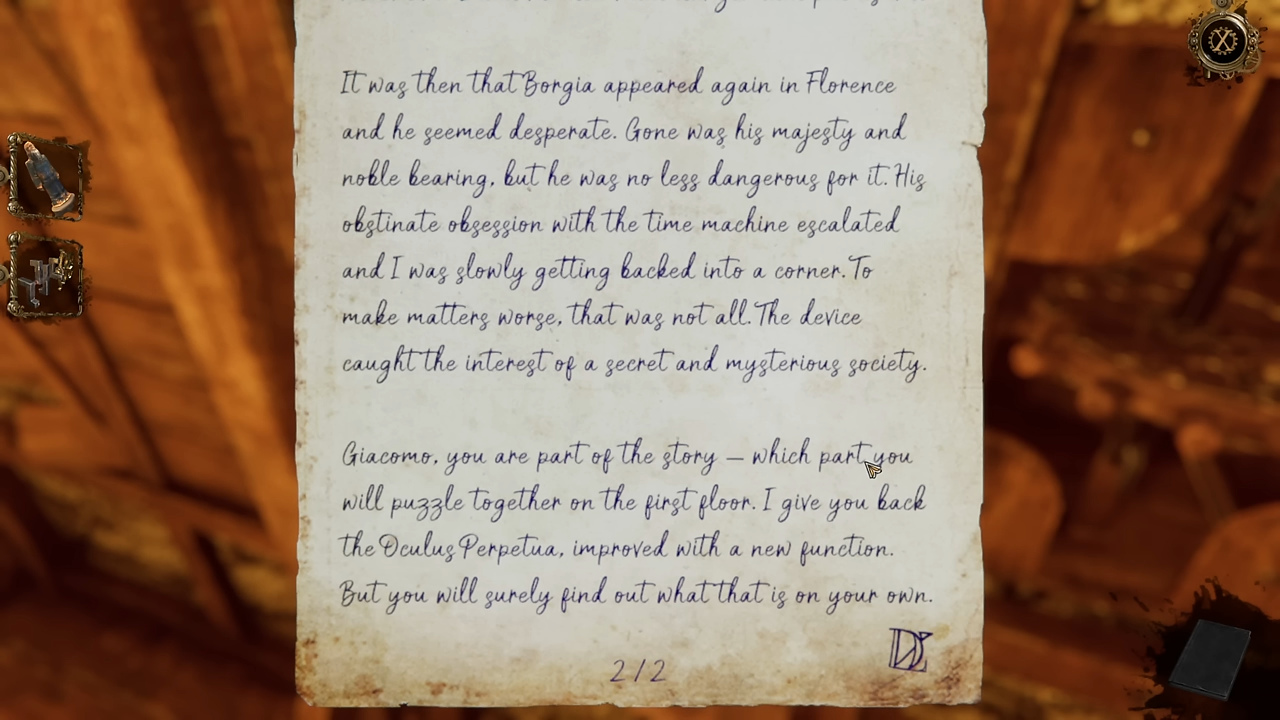 It was then that Borgia appeared again in Florence
and he seemed desperate. Gone was his majesty and
noble bearing, but he was no less dangerous for it. His
obstinate obsession with the time machine escalated
and I was slowly getting backed into a corner. To
make matters worse, that was not all. The device
caught the interest of a secret and mysterious society.
Giacomo, you are part of the story – which part you
will puzzle together on the first floor. I give you back
the Oculus Perpetua, improved with a new function.
But you will surely find out what that is on your own.
2/2